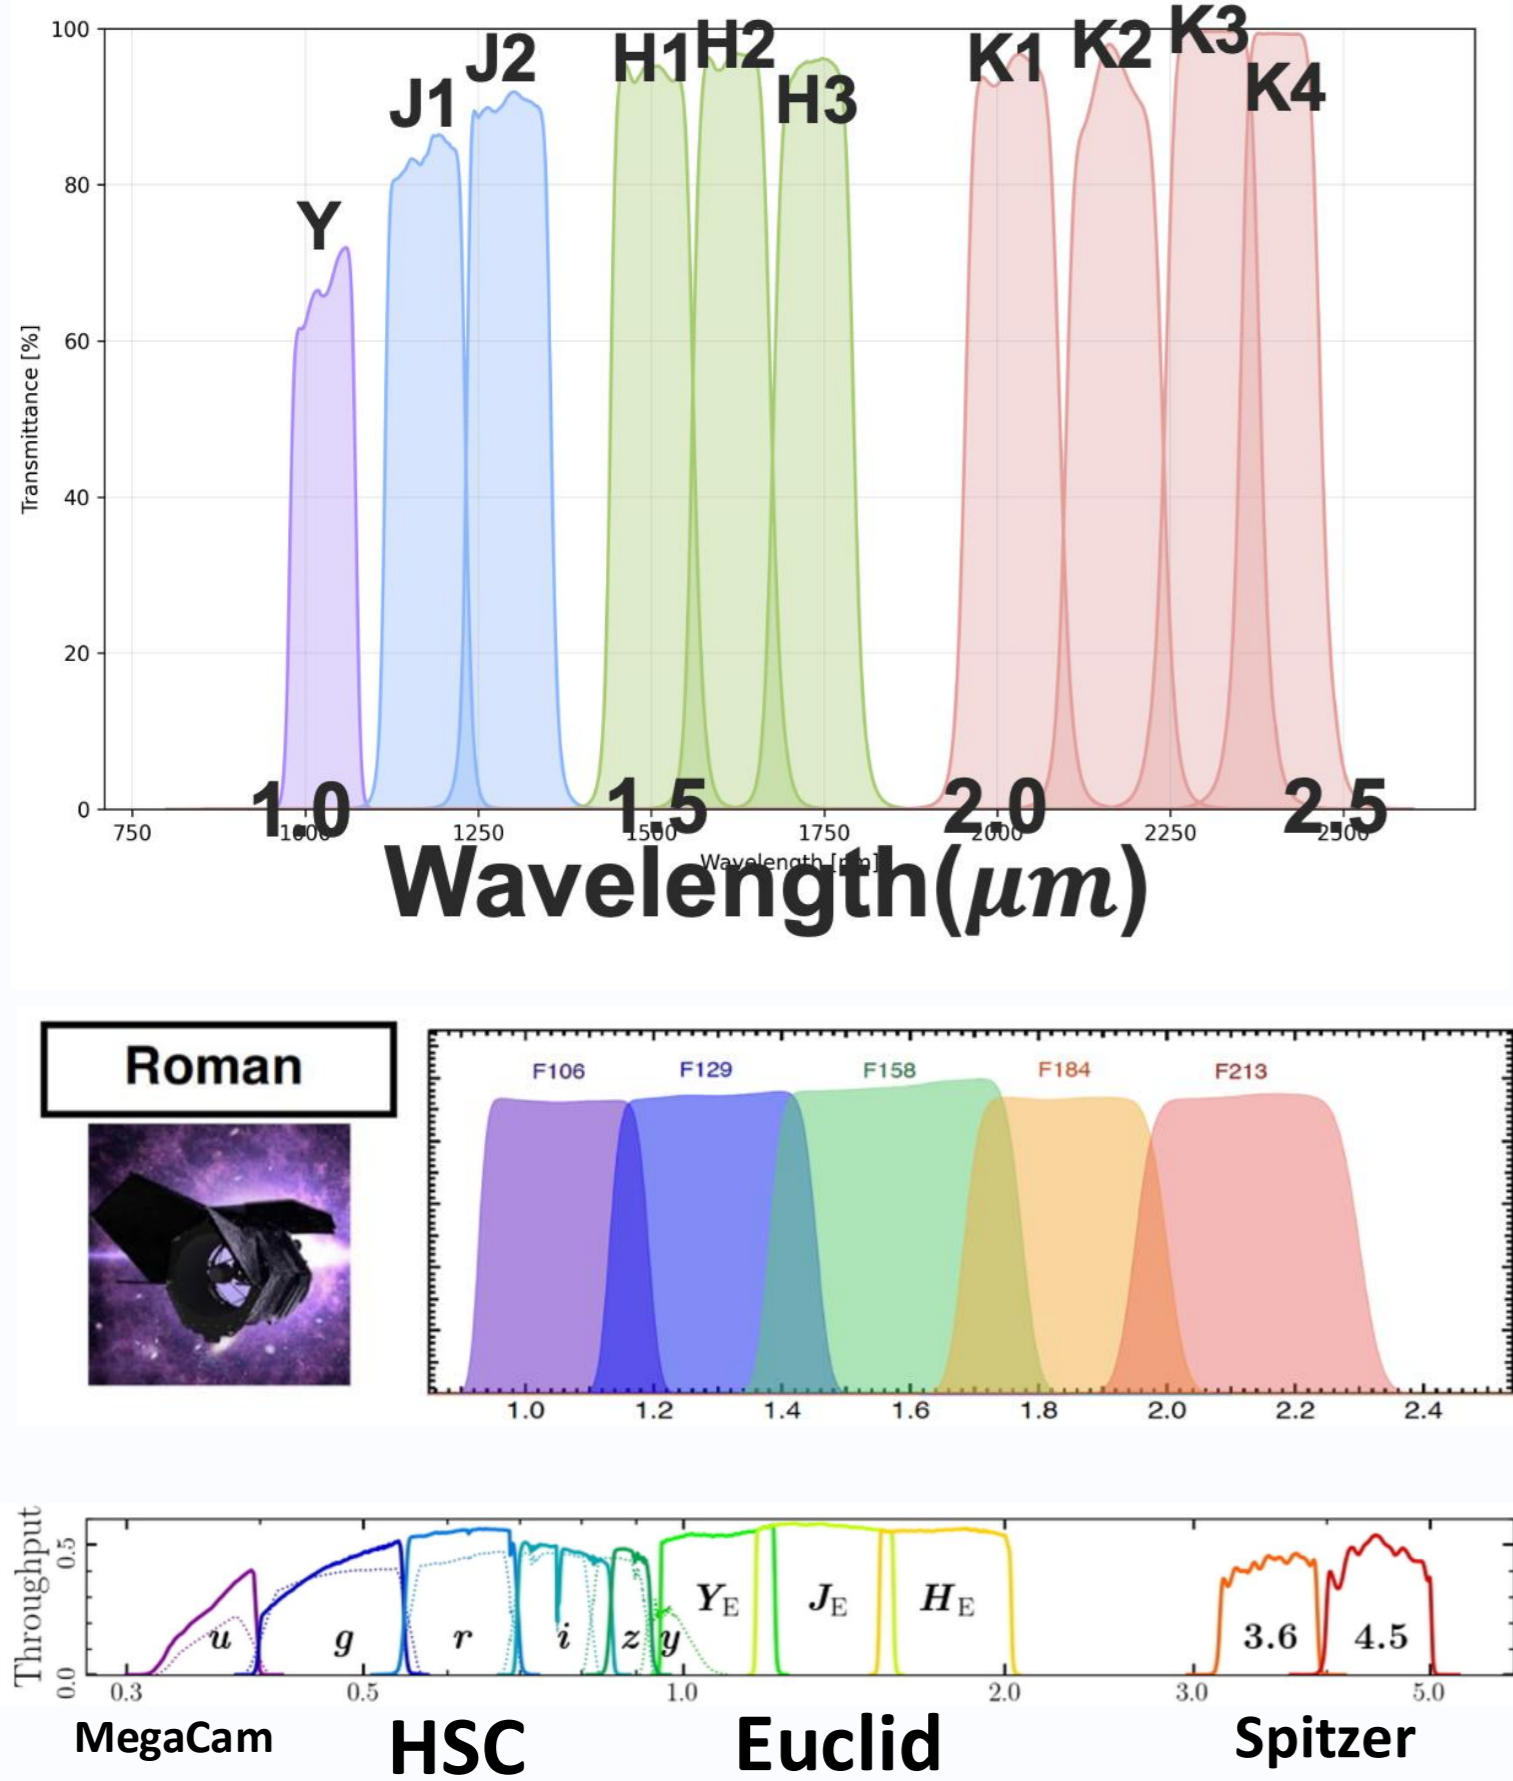 100
80
60
40
20
0
Transmittance [%]
Y
J1
J2
H1
H2
H3
K1
K2
K3
K4
750 1000 1250 1500 1750 2000 2250 2500
1.0 1.5 2.0 2.5
Wavelength [nm]
Wavelength(μm)
Roman
F106 F129 F158 F184 F213
1.0 1.2 1.4 1.6 1.8 2.0 2.2 2.4
Throughput
0.5
0.0
u g r i z y Y_E J_E H_E 3.6 4.5
0.3 0.5 1.0 2.0 3.0 5.0
MegaCam HSC Euclid Spitzer